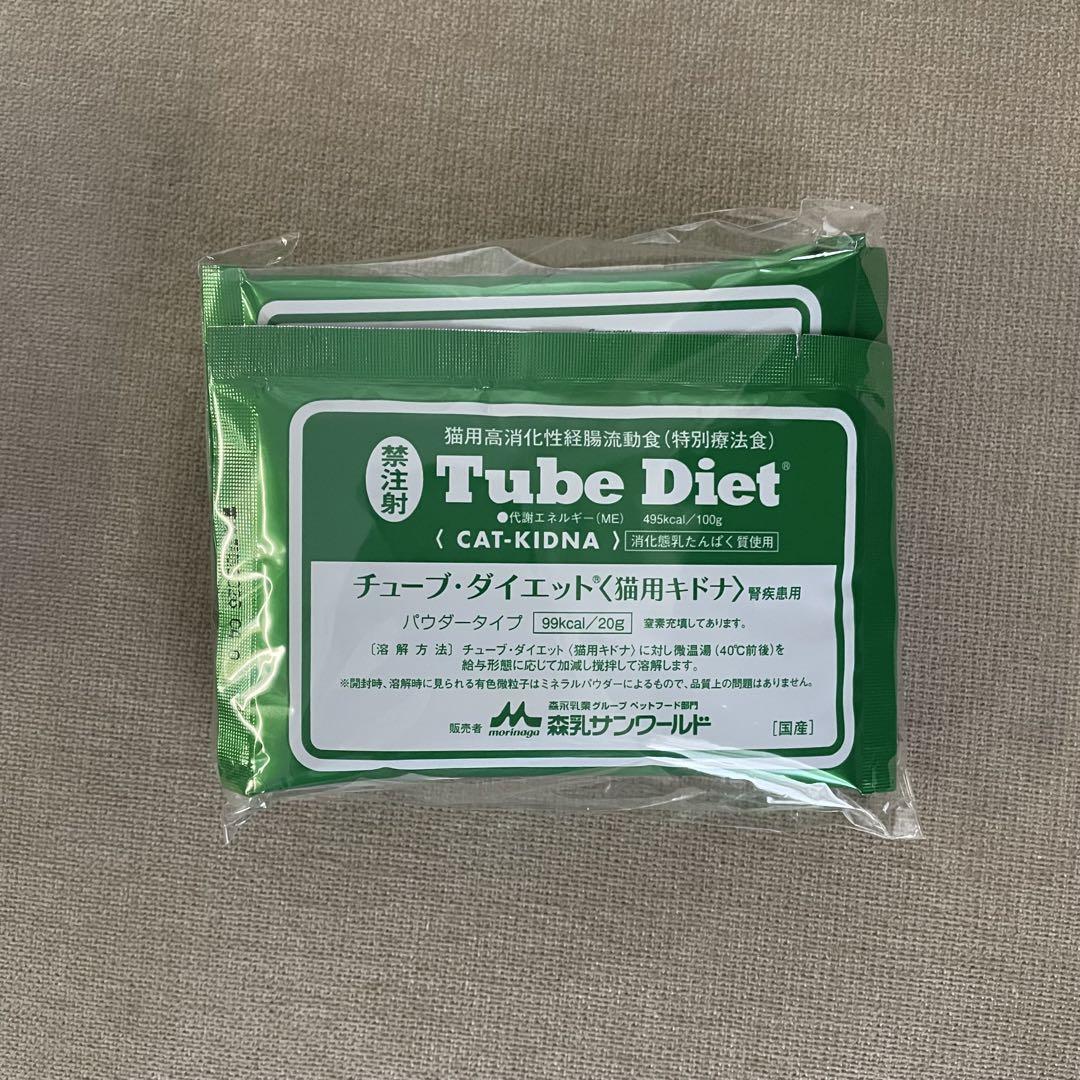 猫用高消化性経腸流動食(特別療法食)
禁注射
Tube Diet®
●代謝エネルギー(ME) 495kcal/100g
〈 CAT-KIDNA 〉 消化態乳たんぱく質使用
チューブ・ダイエット®〈猫用キドナ〉腎疾患用
パウダータイプ 99kcal/20g 窒素充填してあります。
〔溶解方法〕 チューブ・ダイエット〈猫用キドナ〉に対し微温湯(40℃前後)を
給与形態に応じて加減し撹拌して溶解します。
※開封時、溶解時に見られる有色微粒子はミネラルパウダーによるもので、品質上の問題はありません。
森永乳業グループ ペットフード部門
販売者 morinaga 森乳サンワールド [国産]